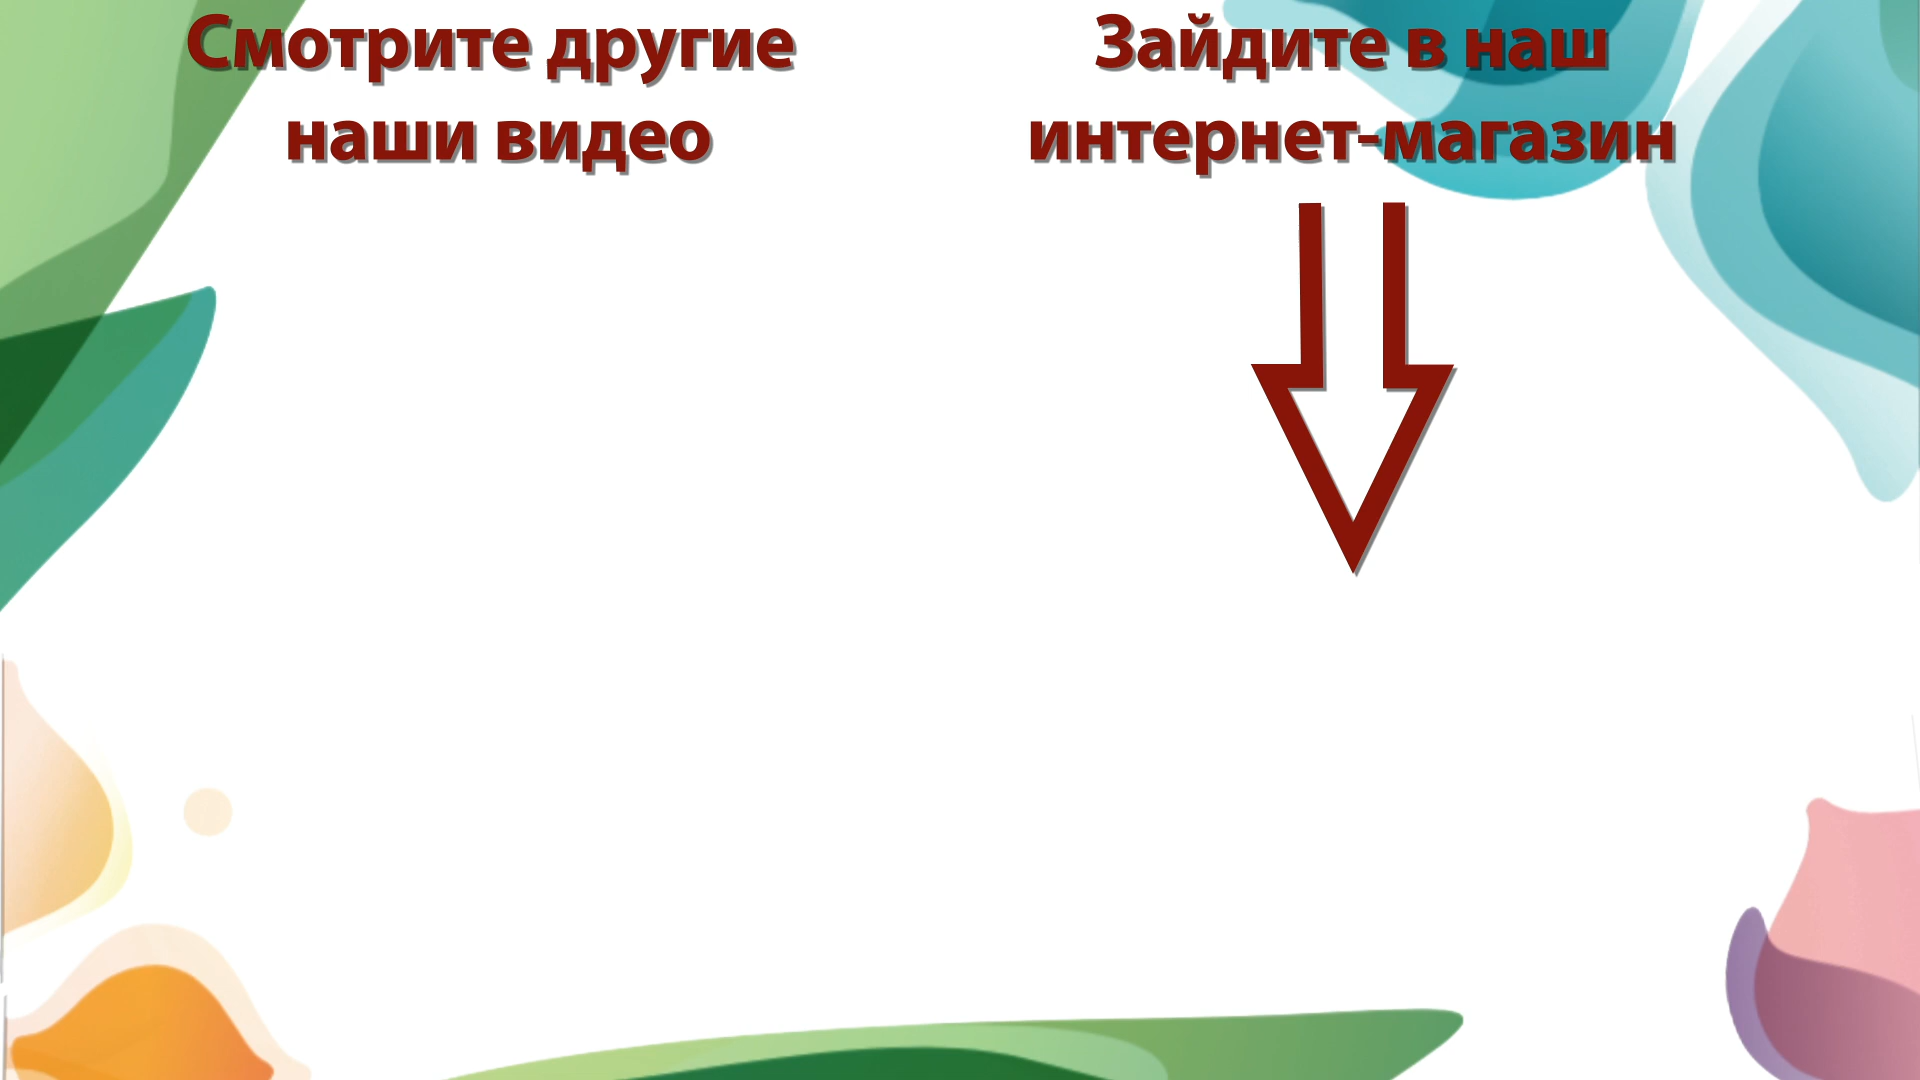 Смотрите другие
наши видео
Зайдите в наш
интернет-магазин